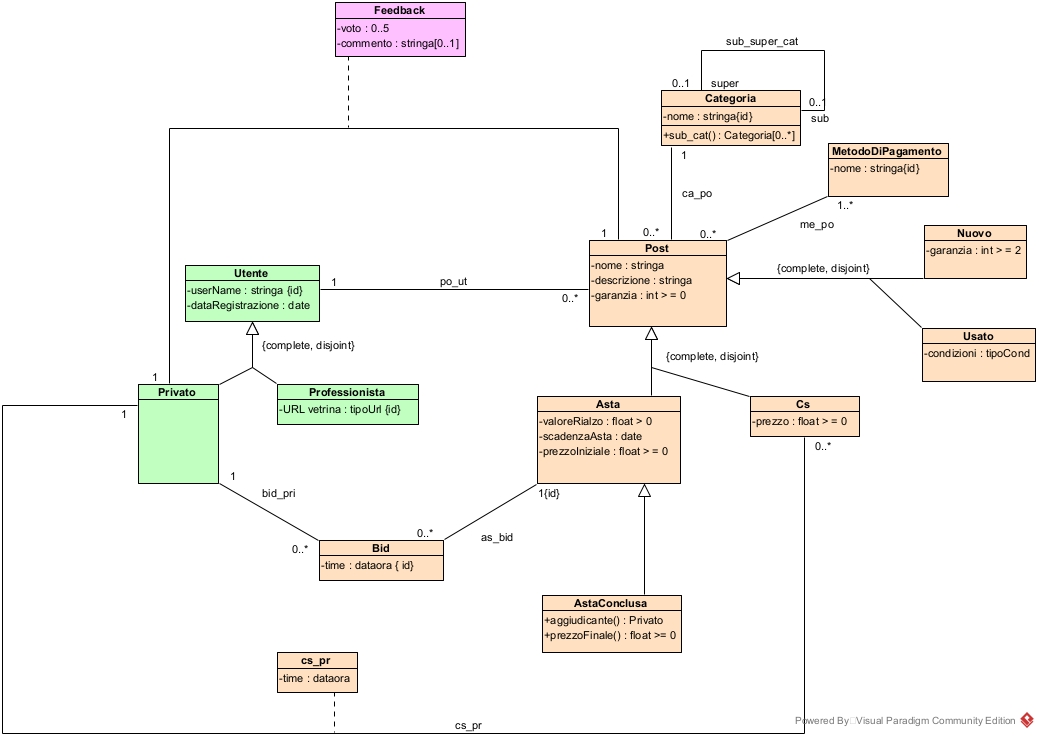 Feedback
-voto : 0..5
-commento : stringa[0..1]
sub_super_cat
0..1
super
Categoria
-nome : stringa{id}
+sub_cat() : Categoria[0..*]
0..1
sub
1
ca_po
MetodoDiPagamento
-nome : stringa{id}
1..*
me_po
1
0..*
0..*
Nuovo
-garanzia : int > = 2
Post
-nome : stringa
-descrizione : stringa
-garanzia : int > = 0
{complete, disjoint}
Utente
-userName : stringa {id}
-dataRegistrazione : date
1
po_ut
0..*
Usato
-condizioni : tipoCond
{complete, disjoint}
{complete, disjoint}
1
Privato
1
Professionista
-URL vetrina : tipoUrl {id}
Asta
-valoreRialzo : float > 0
-scadenzaAsta : date
-prezzoIniziale : float > = 0
Cs
-prezzo : float > = 0
0..*
1
bid_pri
0..*
1{id}
0..*
as_bid
Bid
-time : dataora { id}
AstaConclusa
+aggiudicante() : Privato
+prezzoFinale() : float >= 0
cs_pr
-time : dataora
cs_pr
Powered By Visual Paradigm Community Edition